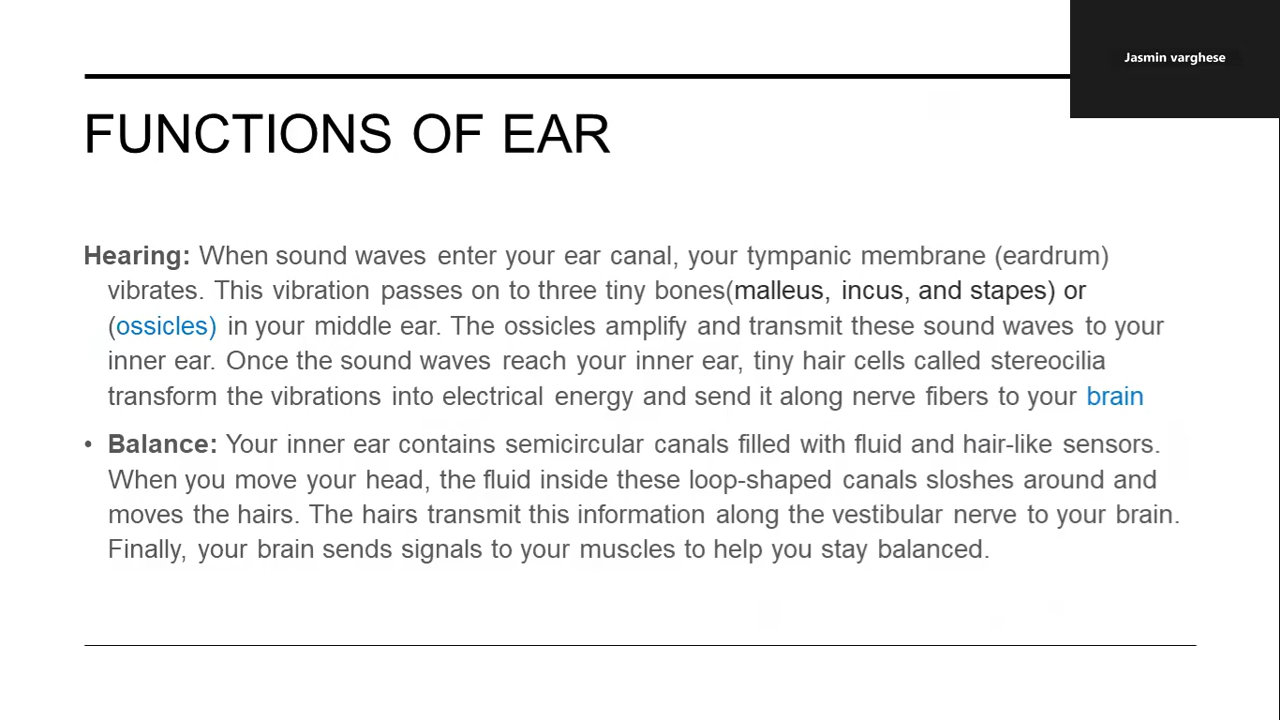 Jasmin varghese
FUNCTIONS OF EAR
Hearing: When sound waves enter your ear canal, your tympanic membrane (eardrum)
vibrates. This vibration passes on to three tiny bones(malleus, incus, and stapes) or
(ossicles) in your middle ear. The ossicles amplify and transmit these sound waves to your
inner ear. Once the sound waves reach your inner ear, tiny hair cells called stereocilia
transform the vibrations into electrical energy and send it along nerve fibers to your brain
• Balance: Your inner ear contains semicircular canals filled with fluid and hair-like sensors.
When you move your head, the fluid inside these loop-shaped canals sloshes around and
moves the hairs. The hairs transmit this information along the vestibular nerve to your brain.
Finally, your brain sends signals to your muscles to help you stay balanced.